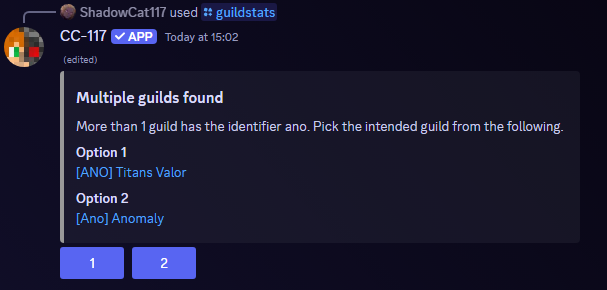 ShadowCat117 used guildstats
CC-117 ✓ APP Today at 15:02
(edited)
Multiple guilds found
More than 1 guild has the identifier ano. Pick the intended guild from the following.
Option 1
[ANO] Titans Valor
Option 2
[Ano] Anomaly
1 2